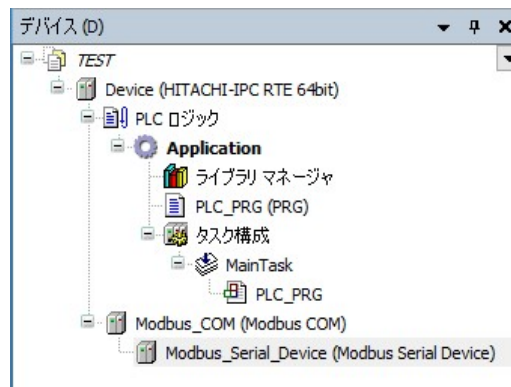 デバイス (D)
TEST
Device (HITACHI-IPC RTE 64bit)
PLC ロジック
Application
ライブラリ マネージャ
PLC_PRG (PRG)
タスク構成
MainTask
PLC_PRG
Modbus_COM (Modbus COM)
Modbus_Serial_Device (Modbus Serial Device)